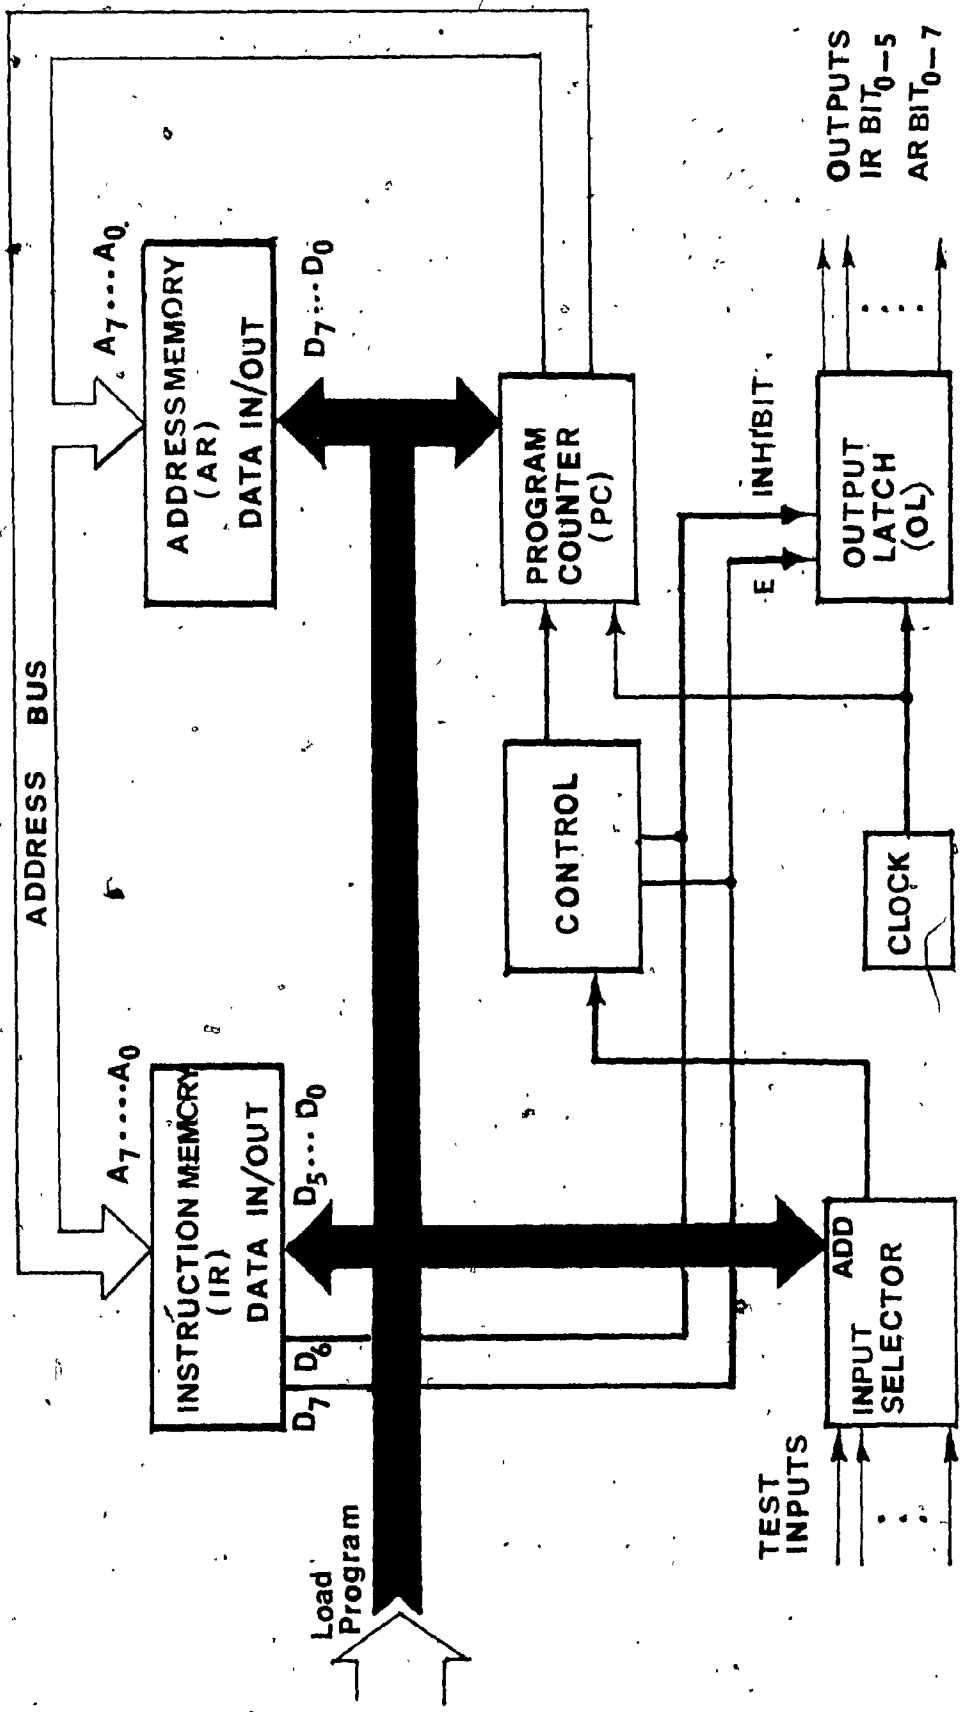 ADDRESS BUS
A7·····A0
A7····A0
INSTRUCTION MEMORY
(IR)
DATA IN/OUT
ADDRESS MEMORY
(AR)
DATA IN/OUT
D7
D6
D5··· D0
D7···D0
Load
Program
CONTROL
PROGRAM
COUNTER
(PC)
TEST
INPUTS
ADD
INPUT
SELECTOR
CLOCK
E
INHIBIT
OUTPUT
LATCH
(OL)
OUTPUTS
IR BIT0–5
AR BIT0–7